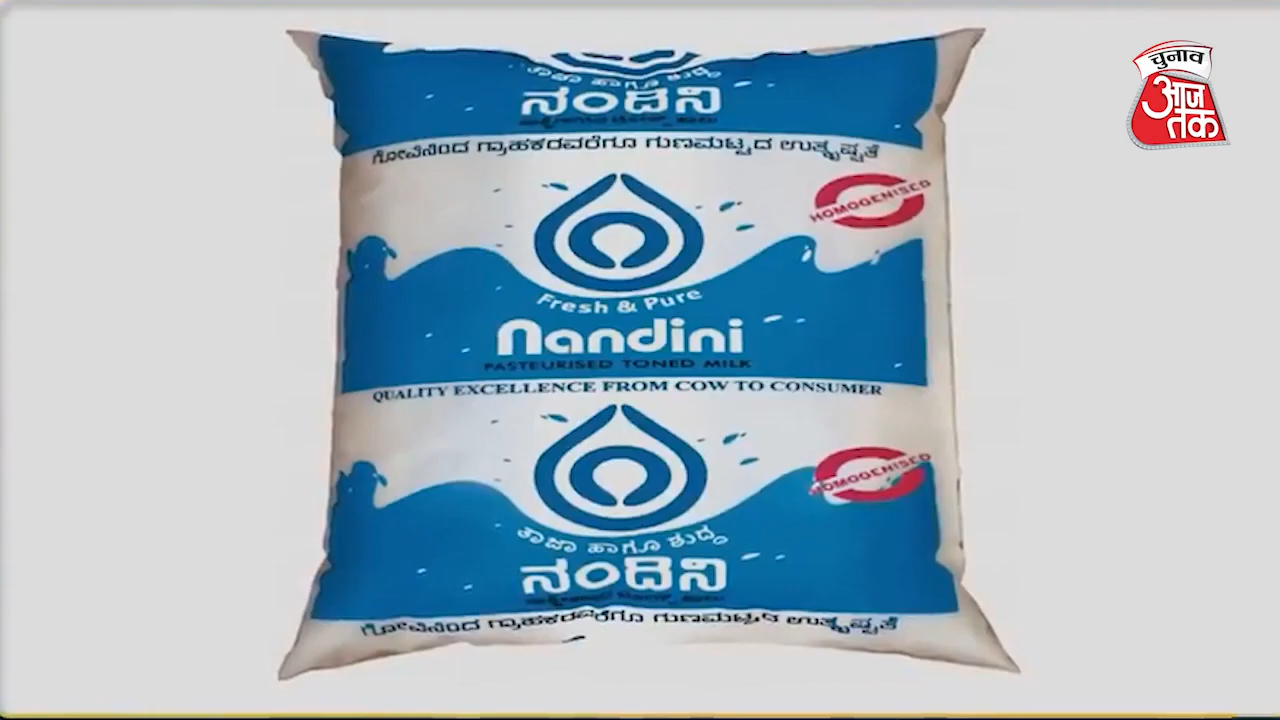 चुनाव
आज
तक
ತಾಜಾ ಹಾಗೂ ಶುದ್ಧ
ನಂದಿನಿ
ಗೋವಿನಿಂದ ಗ್ರಾಹಕರವರೆಗೂ ಗುಣಮಟ್ಟದ ಉತ್ಕೃಷ್ಟತೆ
HOMOGENISED
Fresh & Pure
Nandini
PASTEURISED TONED MILK
QUALITY EXCELLENCE FROM COW TO CONSUMER
HOMOGENISED
ತಾಜಾ ಹಾಗೂ ಶುದ್ಧ
ನಂದಿನಿ
ಗೋವಿನಿಂದ ಗ್ರಾಹಕರವರೆಗೂ ಗುಣಮಟ್ಟದ ಉತ್ಕೃಷ್ಟತೆ